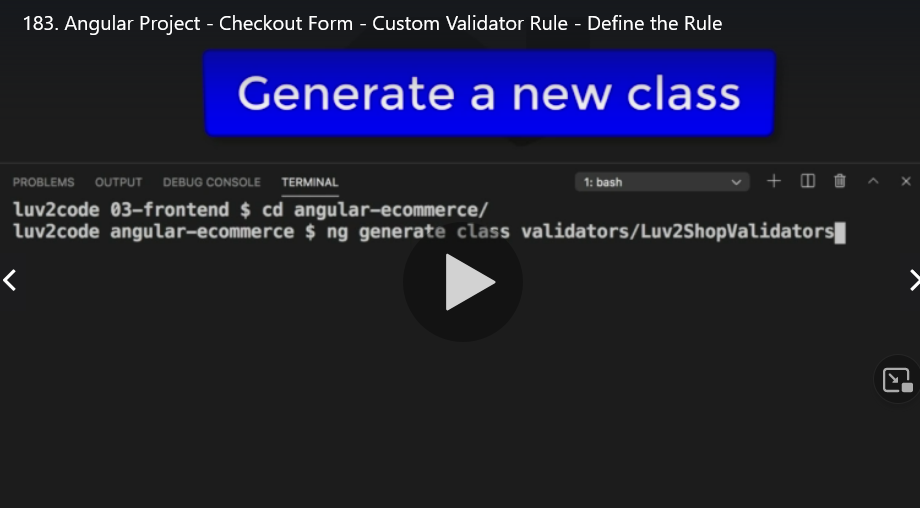 183. Angular Project - Checkout Form - Custom Validator Rule - Define the Rule
Generate a new class
PROBLEMS OUTPUT DEBUG CONSOLE TERMINAL 1: bash
luv2code 03-frontend $ cd angular-ecommerce/
luv2code angular-ecommerce $ ng generate class validators/Luv2ShopValidators